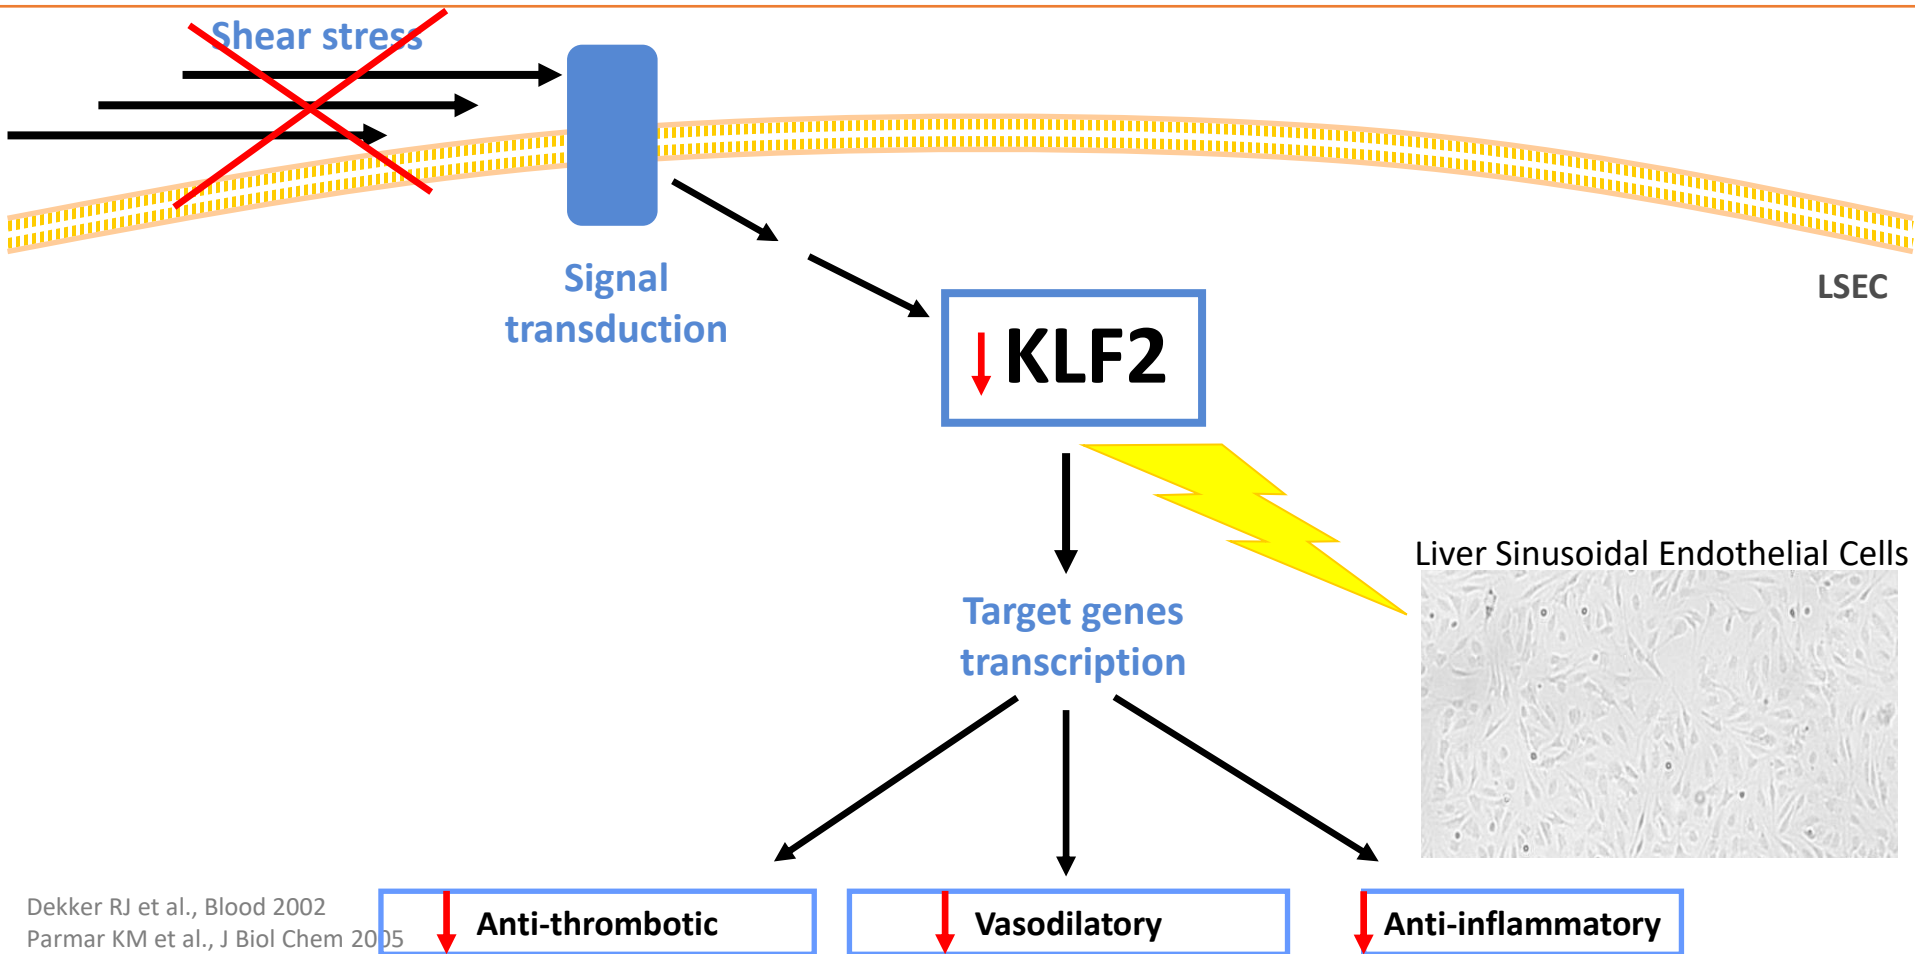 Shear stress
Signal
transduction
LSEC
KLF2
Liver Sinusoidal Endothelial Cells
Target genes
transcription
Dekker RJ et al., Blood 2002
Parmar KM et al., J Biol Chem 2005
Anti-thrombotic
Vasodilatory
Anti-inflammatory